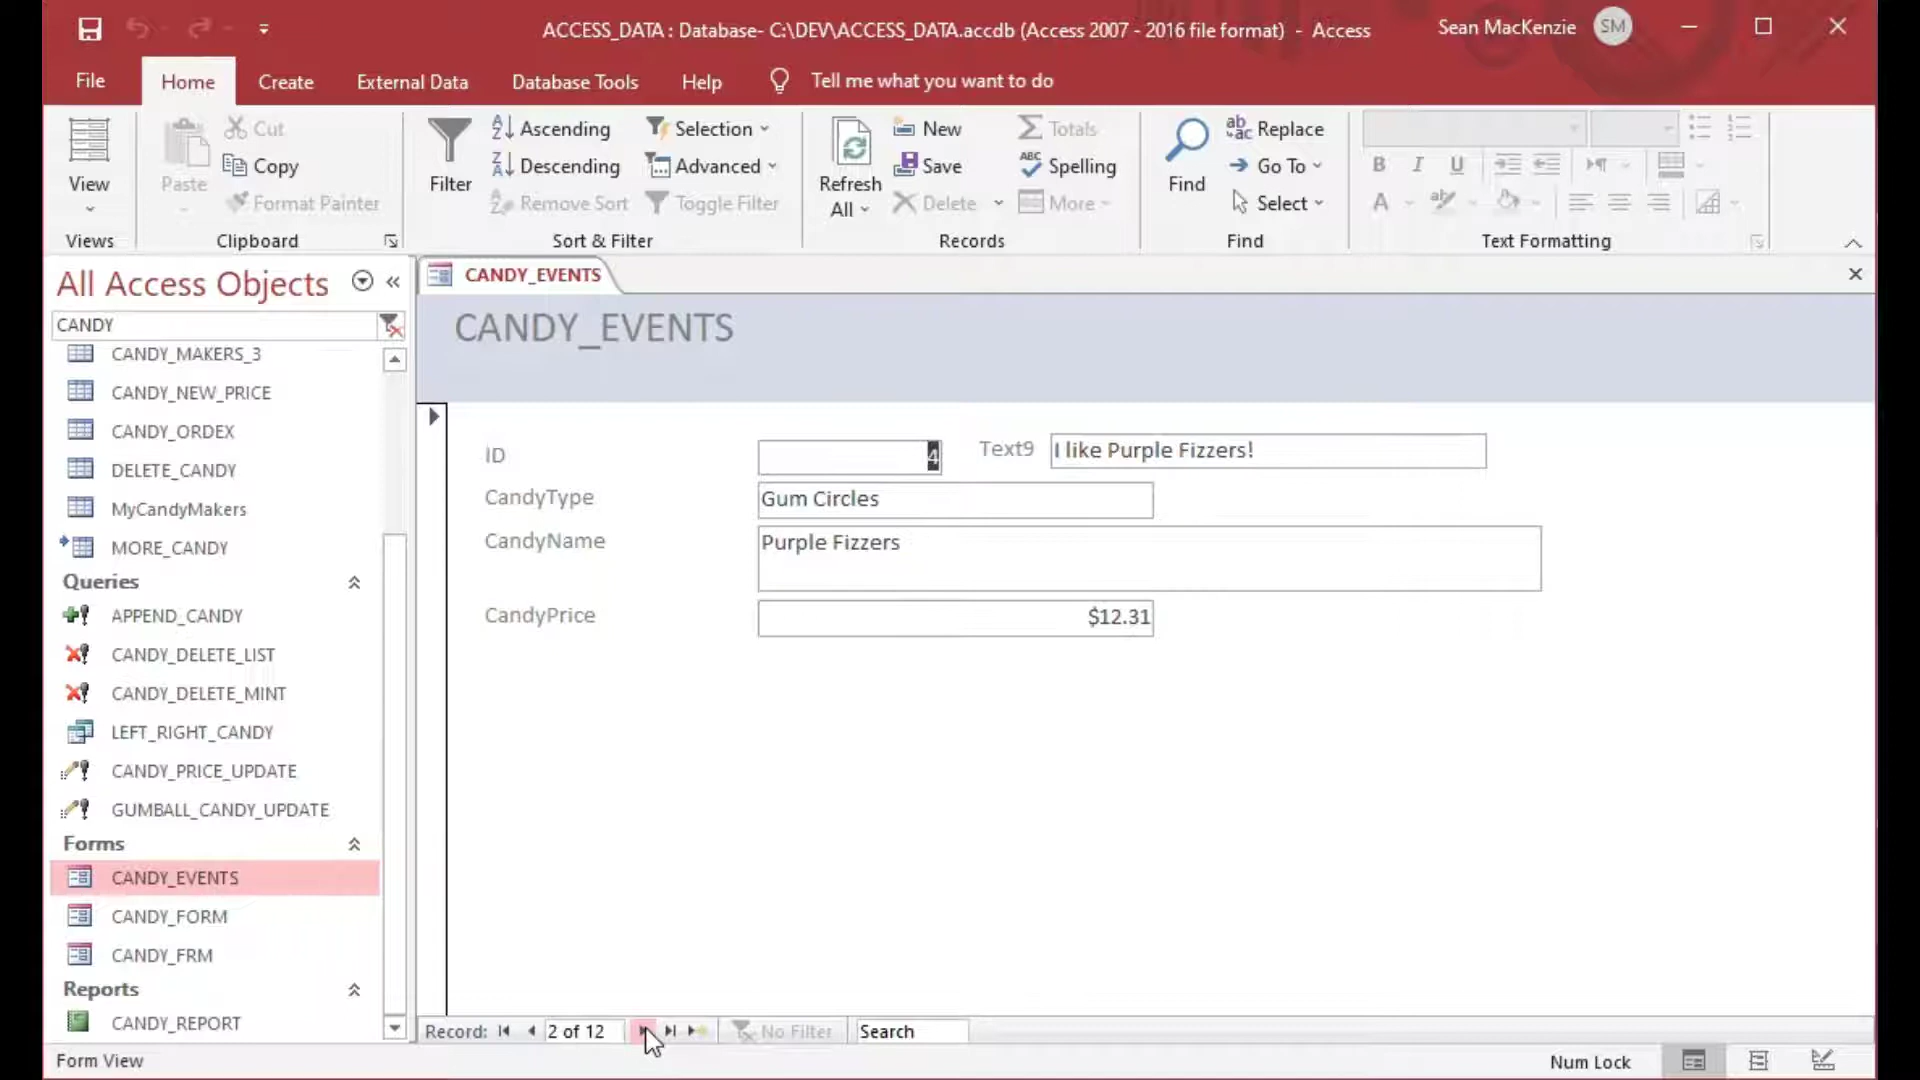 ACCESS_DATA : Database- C:\DEV\ACCESS_DATA.accdb (Access 2007 - 2016 file format) - Access
Sean MacKenzie
SM
File
Home
Create
External Data
Database Tools
Help
Tell me what you want to do
View
Views
Paste
Cut
Copy
Format Painter
Clipboard
Filter
Ascending
Descending
Remove Sort
Selection
Advanced
Toggle Filter
Sort & Filter
Refresh
All
New
Save
Delete
Totals
Spelling
More
Records
Find
Replace
Go To
Select
Find
B I U
A
Text Formatting
All Access Objects
CANDY
CANDY_MAKERS_3
CANDY_NEW_PRICE
CANDY_ORDEX
DELETE_CANDY
MyCandyMakers
MORE_CANDY
Queries
APPEND_CANDY
CANDY_DELETE_LIST
CANDY_DELETE_MINT
LEFT_RIGHT_CANDY
CANDY_PRICE_UPDATE
GUMBALL_CANDY_UPDATE
Forms
CANDY_EVENTS
CANDY_FORM
CANDY_FRM
Reports
CANDY_REPORT
CANDY_EVENTS
CANDY_EVENTS
ID 4 Text9 I like Purple Fizzers!
CandyType Gum Circles
CandyName Purple Fizzers
CandyPrice $12.31
Record: 2 of 12 No Filter Search
Form View
Num Lock